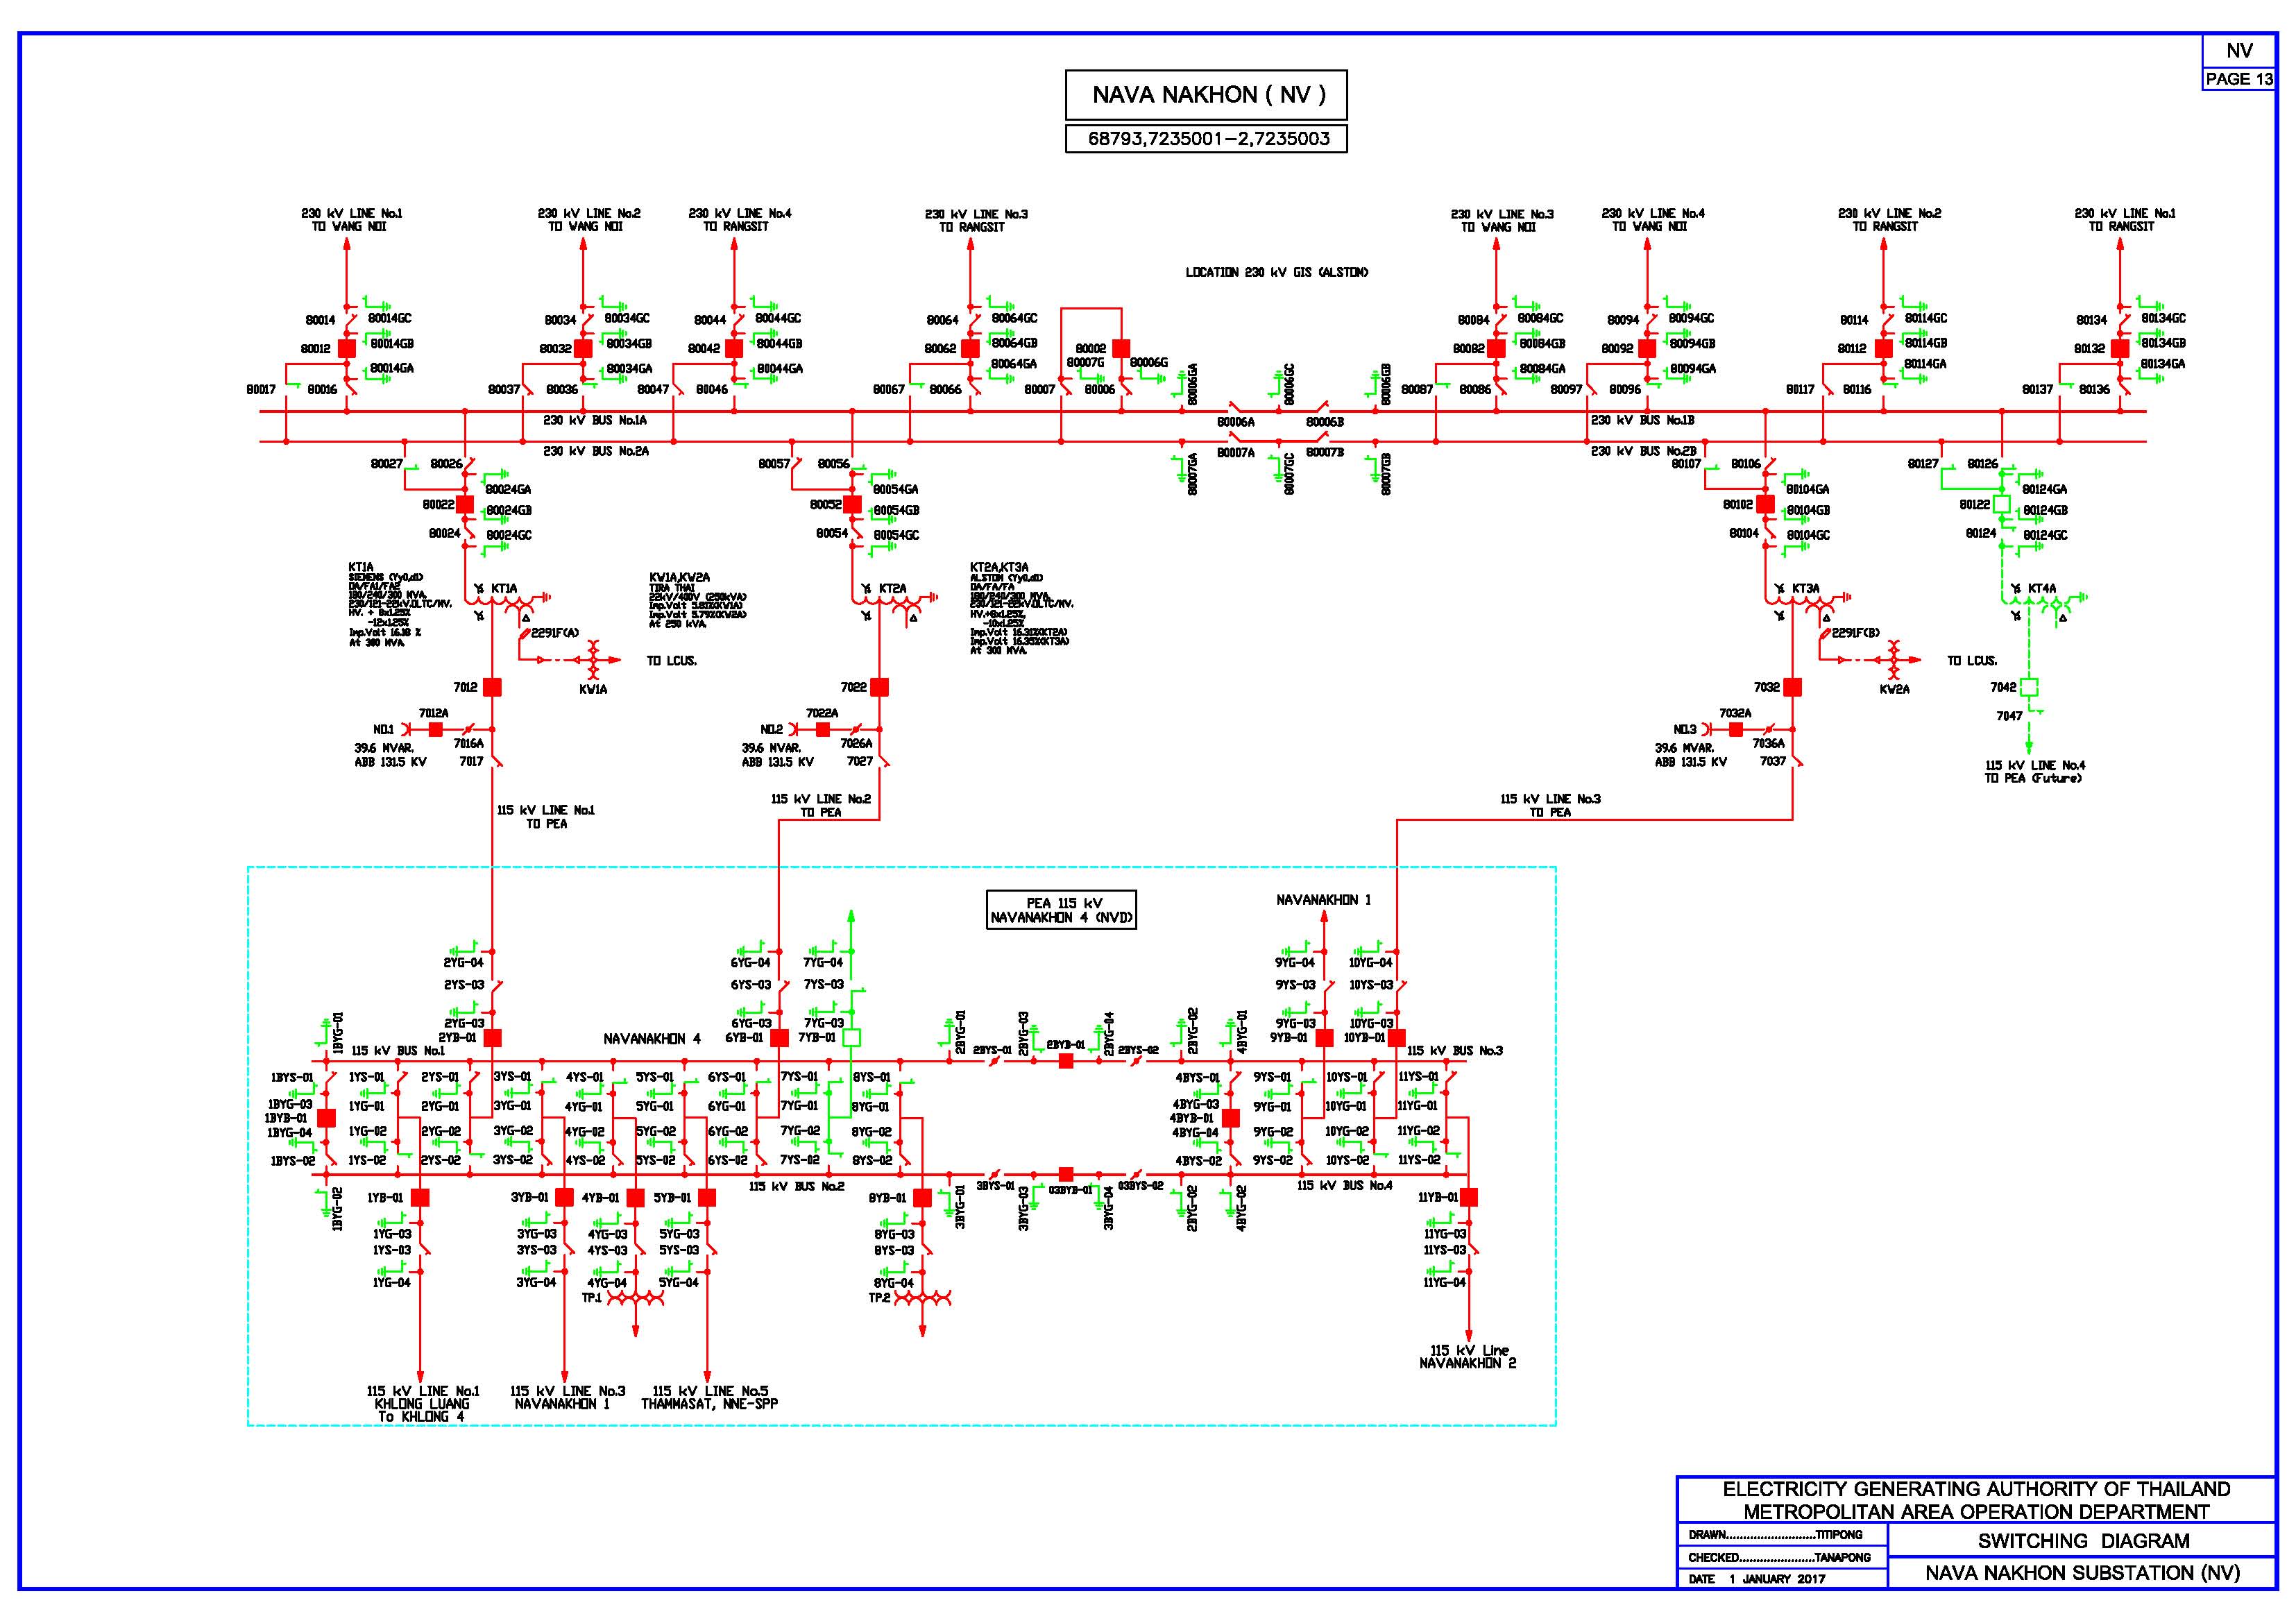 NV
PAGE 13
NAVA NAKHON ( NV )
68793,7235001-2,7235003
230 kV LINE No.1
TO WANG NOI
230 kV LINE No.2
TO WANG NOI
230 kV LINE No.4
TO RANGSIT
230 kV LINE No.3
TO RANGSIT
230 kV LINE No.3
TO WANG NOI
230 kV LINE No.4
TO WANG NOI
230 kV LINE No.2
TO RANGSIT
230 kV LINE No.1
TO RANGSIT
LOCATION 230 kV GIS (ALSTOM)
80014 80014GC
80014GB
80012
80014GA
80017 80016
80034 80034GC
80034GB
80032
80034GA
80037 80036
80044 80044GC
80044GB
80042
80044GA
80047 80046
80064 80064GC
80064GB
80062
80064GA
80067 80066
80002
80007G 80006G
80007 80006
80006GA
80006GC
80006GB
80006A 80006B
80084 80084GC
80084GB
80082
80084GA
80087 80086
80094 80094GC
80094GB
80092
80094GA
80097 80096
80114 80114GC
80114GB
80112
80114GA
80117 80116
80134 80134GC
80134GB
80132
80134GA
80137 80136
230 kV BUS No.1A
230 kV BUS No.1B
230 kV BUS No.2A
230 kV BUS No.2B
80007A 80007B
80007GA
80007GC
80007GB
80027 80026
80024GA
80022
80024GB
80024 80024GC
80057 80056
80054GA
80052
80054GB
80054 80054GC
80107 80106
80104GA
80102
80104GB
80104 80104GC
80127 80126
80124GA
80122
80124GB
80124 80124GC
KT1A
SIEMENS (Yy0,d1)
OA/FA1/FA2
180/240/300 MVA.
230/121-22kV.OLTC/NV.
HV. + 8x1.25%
-12x1.25%
Imp.Volt 16.18 %
At 300 MVA.
KT1A
2291F(A)
KW1A
TO LCUS.
KW1A,KW2A
TIRA THAI
22KV/400V (250kVA)
Imp.Volt 5.81%(KW1A)
Imp.Volt 5.79%(KW2A)
At 250 kVA.
KT2A
KT2A,KT3A
ALSTOM (Yy0,d1)
OA/FA/FA
180/240/300 MVA.
230/121-22kV.OLTC/NV.
HV.+8x1.25%,
-10x1.25%
Imp.Volt 16.31%(KT2A)
Imp.Volt 16.35%(KT3A)
At 300 MVA.
KT3A
2291F(B)
KW2A
TO LCUS.
KT4A
7012
7012A
NO.1
7016A
39.6 MVAR.
ABB 131.5 KV
7017
7022
7022A
NO.2
7026A
39.6 MVAR.
ABB 131.5 KV
7027
7032
7032A
NO.3
7036A
39.6 MVAR.
ABB 131.5 KV
7037
7042
7047
115 kV LINE No.4
TO PEA (Future)
115 kV LINE No.1
TO PEA
115 kV LINE No.2
TO PEA
115 kV LINE No.3
TO PEA
PEA 115 kV
NAVANAKHON 4 (NVD)
NAVANAKHON 1
2YG-04
2YS-03
2YG-03
2YB-01
6YG-04
6YS-03
6YG-03
6YB-01
7YG-04
7YS-03
7YG-03
7YB-01
9YG-04
9YS-03
9YG-03
9YB-01
10YG-04
10YS-03
10YG-03
10YB-01
NAVANAKHON 4
1BYG-01
2BYG-01
2BYG-03
2BYG-04
2BYG-02
4BYG-01
115 kV BUS No.1
2BYS-01 2BYB-01 2BYS-02
115 kV BUS No.3
1BYS-01
1BYG-03
1BYB-01
1BYG-04
1BYS-02
1YS-01
1YG-01
1YG-02
1YS-02
2YS-01
2YG-01
2YG-02
2YS-02
3YS-01
3YG-01
3YG-02
3YS-02
4YS-01
4YG-01
4YG-02
4YS-02
5YS-01
5YG-01
5YG-02
5YS-02
6YS-01
6YG-01
6YG-02
6YS-02
7YS-01
7YG-01
7YG-02
7YS-02
8YS-01
8YG-01
8YG-02
8YS-02
4BYS-01
4BYG-03
4BYB-01
4BYG-04
4BYS-02
9YS-01
9YG-01
9YG-02
9YS-02
10YS-01
10YG-01
10YG-02
10YS-02
11YS-01
11YG-01
11YG-02
11YS-02
115 kV BUS No.2
3BYS-01 03BYB-01 03BYS-02
115 kV BUS No.4
1BYG-02
3BYG-01
3BYG-03
3BYG-04
2BYG-02
4BYG-02
1YB-01
1YG-03
1YS-03
1YG-04
3YB-01
3YG-03
3YS-03
3YG-04
4YB-01
4YG-03
4YS-03
4YG-04
TP.1
5YB-01
5YG-03
5YS-03
5YG-04
8YB-01
8YG-03
8YS-03
8YG-04
TP.2
11YB-01
11YG-03
11YS-03
11YG-04
115 kV Line
NAVANAKHON 2
115 kV LINE No.1
KHLONG LUANG
To KHLONG 4
115 kV LINE No.3
NAVANAKHON 1
115 kV LINE No.5
THAMMASAT, NNE-SPP
ELECTRICITY GENERATING AUTHORITY OF THAILAND
METROPOLITAN AREA OPERATION DEPARTMENT
DRAWN..........................TITIPONG
CHECKED......................TANAPONG
DATE 1 JANUARY 2017
SWITCHING DIAGRAM
NAVA NAKHON SUBSTATION (NV)